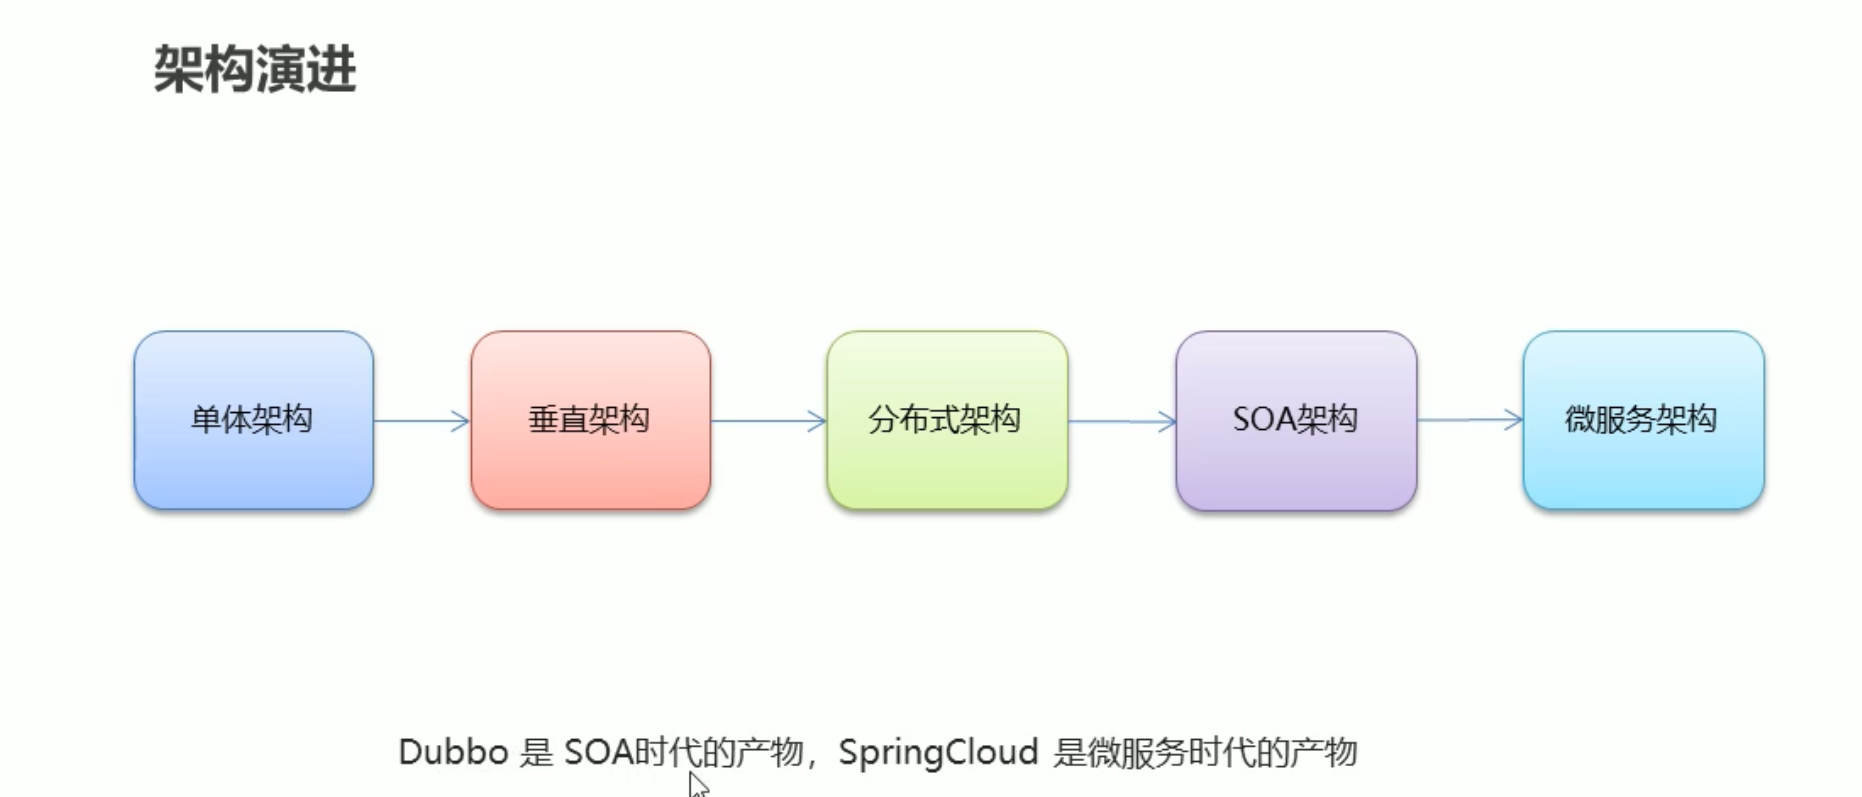 架构演进
单体架构
垂直架构
分布式架构
SOA架构
微服务架构
Dubbo 是 SOA时代的产物，SpringCloud 是微服务时代的产物